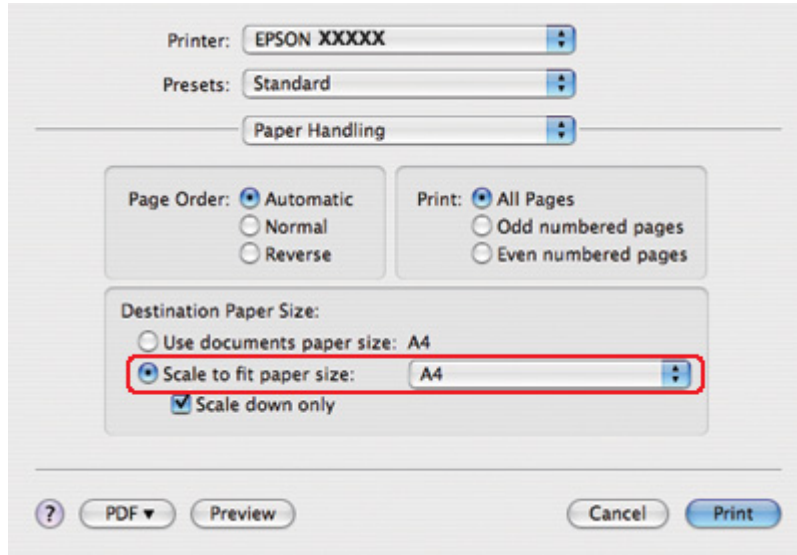 Printer: EPSON XXXXX
Presets: Standard
Paper Handling
Page Order: Automatic
Normal
Reverse
Print: All Pages
Odd numbered pages
Even numbered pages
Destination Paper Size:
Use documents paper size: A4
Scale to fit paper size: A4
Scale down only
? PDF▼ Preview Cancel Print